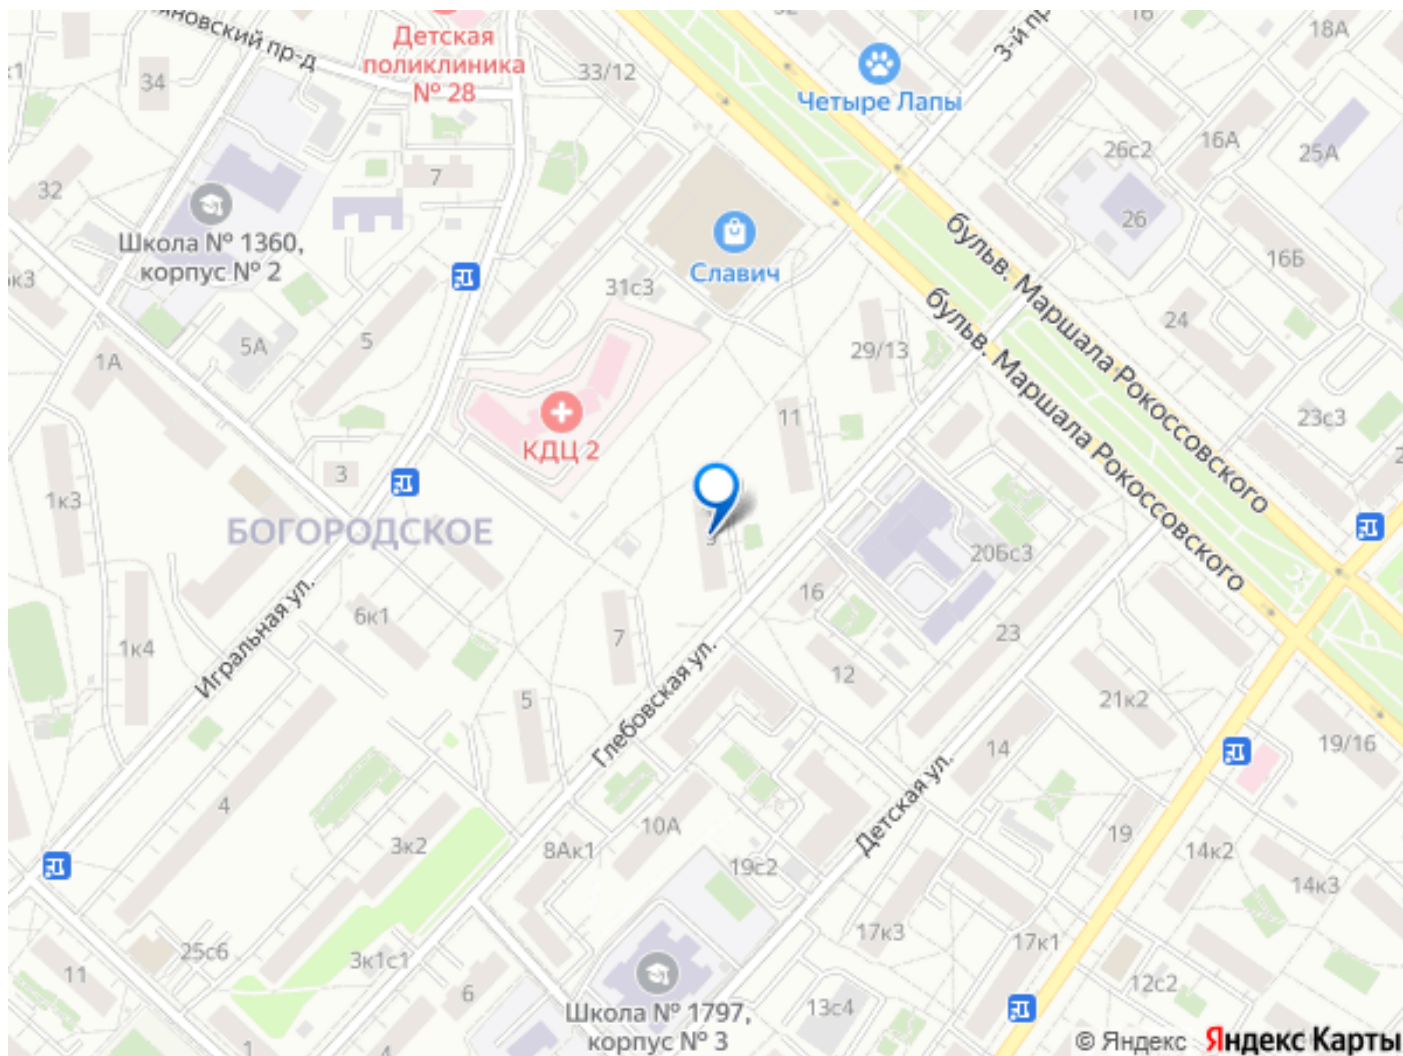 16
18А
Детская
поликлиника
№ 28
33/12
34
3-й пр
Четыре Лапы
26с2
16А
25А
32
7
Школа № 1360,
корпус № 2
26
16Б
Славич
31с3
бульв. Маршала Рокоссовского
5
5А
1А
29/13
24
бульв. Маршала Рокоссовского
11
23с3
КДЦ 2
3
1к3
БОГОРОДСКОЕ
20Бс3
16
6к1
7
23
1к4
Игральная ул.
12
5
Глебовская ул.
21к2
14
19/16
4
3к2
8Ак1
10А
Детская ул.
19
14к2
19с2
14к3
25с6
3к1с1
17к3
17к1
11
6
13с4
12с2
Школа № 1797,
корпус № 3
1
© Яндекс Яндекс Карты